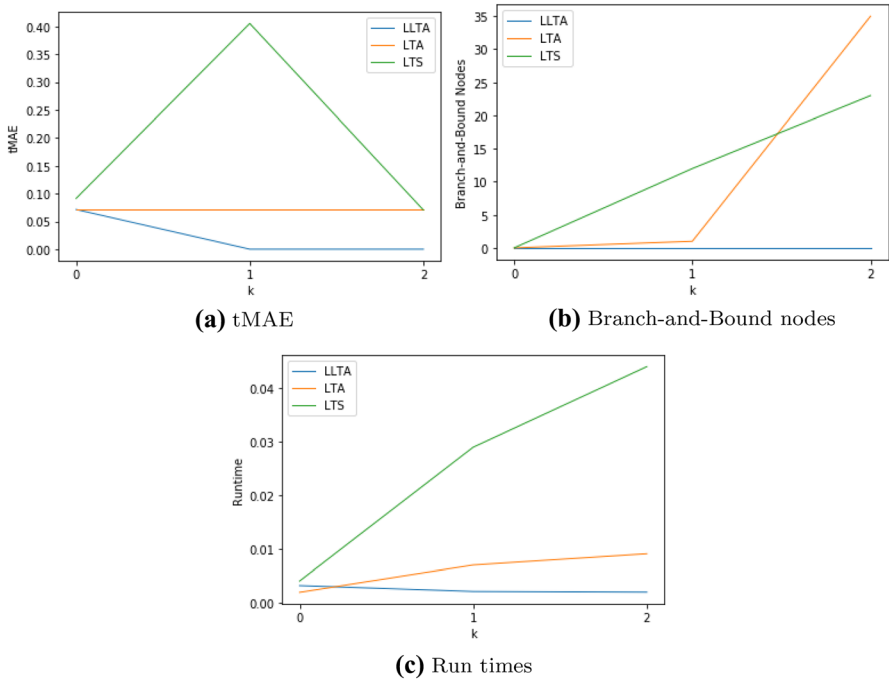 0.40
0.35
0.30
0.25
0.20
0.15
0.10
0.05
0.00
tMAE
LLTA
LTA
LTS
0 1 2
k
(a) tMAE
35
30
25
20
15
10
5
0
Branch-and-Bound Nodes
LLTA
LTA
LTS
0 1 2
k
(b) Branch-and-Bound nodes
0.04
0.03
0.02
0.01
0.00
Runtime
LLTA
LTA
LTS
0 1 2
k
(c) Run times